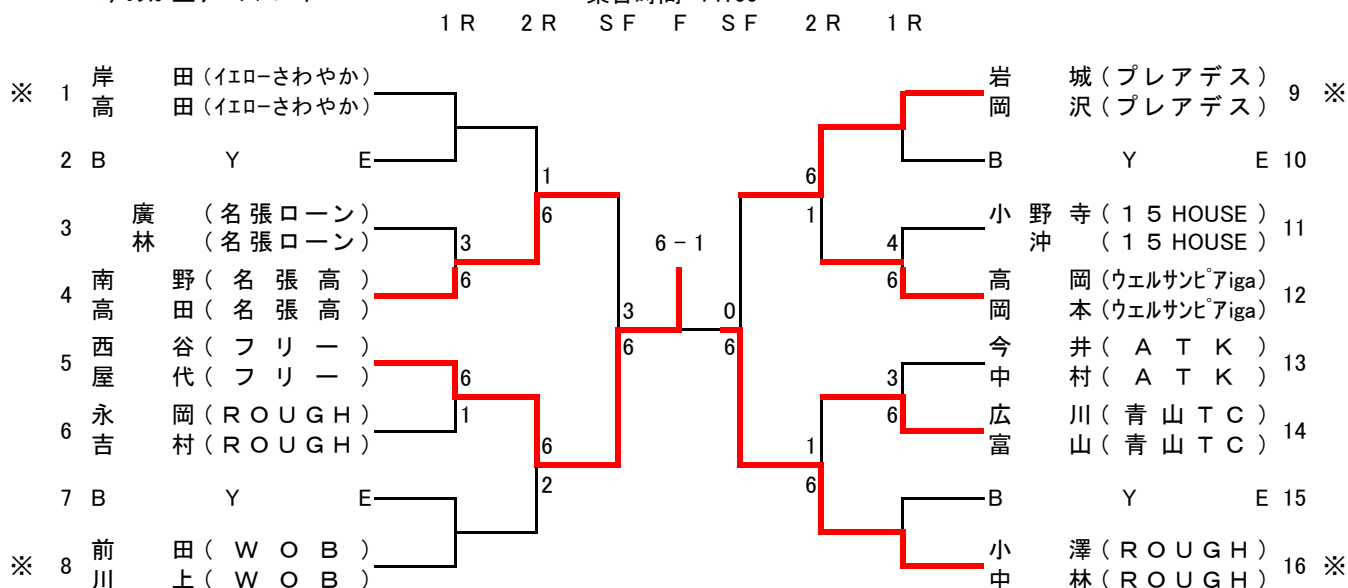 1R 2R SF F SF 2R 1R
※ 1 岸 田(イエローさわやか)
高 田(イエローさわやか)
2 B Y E
3 廣 (名張ローン)
林 (名張ローン)
4 南 野(名張高)
高 田(名張高)
5 西 谷(フリー)
屋 代(フリー)
6 永 岡(ROUGH)
吉 村(ROUGH)
7 B Y E
※ 8 前 田(WOB)
川 上(WOB)
3
6
6
1
1
6
6
2
3
6
6-1
0
6
6
1
1
6
4
6
3
6
岩 城(プレアデス) 9 ※
岡 沢(プレアデス)
B Y E 10
小野寺(15HOUSE) 11
沖 (15HOUSE)
高 岡(ウェルサンピアiga) 12
岡 本(ウェルサンピアiga)
今 井(ATK) 13
中 村(ATK)
広 川(青山TC) 14
富 山(青山TC)
B Y E 15
小 澤(ROUGH) 16 ※
中 林(ROUGH)